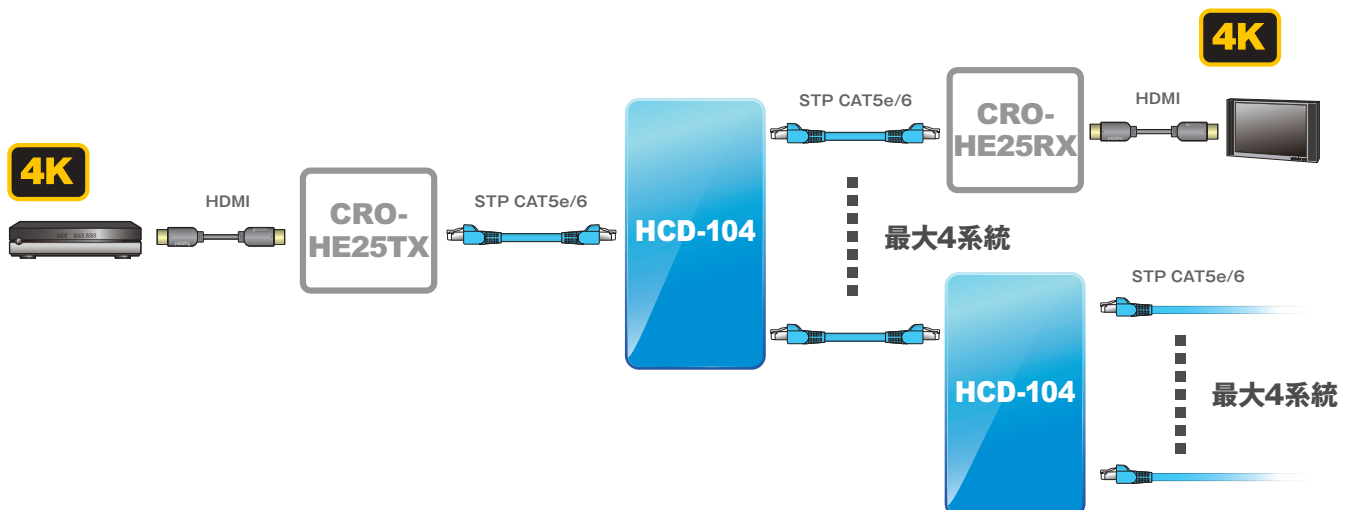 4K
HDMI
CRO-
HE25TX
STP CAT5e/6
HCD-104
STP CAT5e/6
CRO-
HE25RX
HDMI
4K
最大4系統
HCD-104
STP CAT5e/6
最大4系統